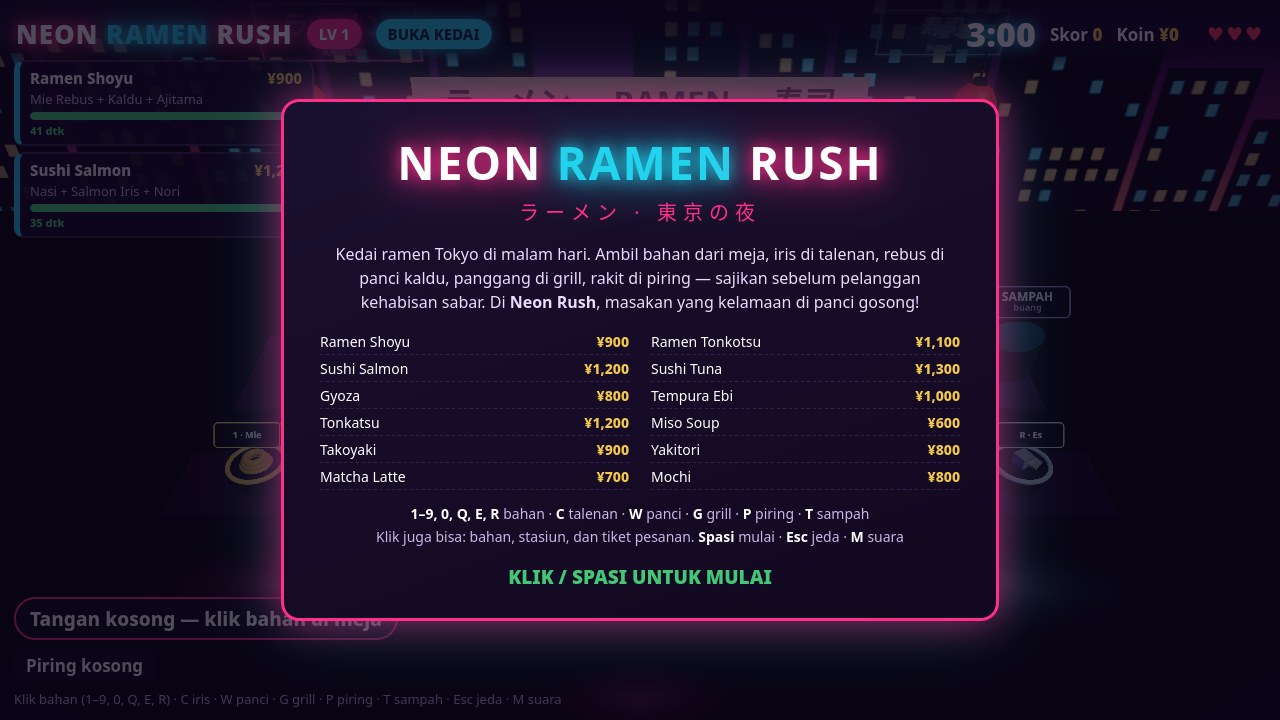 NEON RAMEN RUSH LV 1 BUKA KEDAI 3:00 Skor 0 Koin ¥0 ♥♥♥
Ramen Shoyu ¥900
Mie Rebus + Kaldu + Ajitama
41 dtk
Sushi Salmon
Nasi + Salmon Iris + Nori
35 dtk
NEON RAMEN RUSH
ラーメン · 東京の夜
Kedai ramen Tokyo di malam hari. Ambil bahan dari meja, iris di talenan, rebus di
panci kaldu, panggang di grill, rakit di piring — sajikan sebelum pelanggan
kehabisan sabar. Di Neon Rush, masakan yang kelamaan di panci gosong!
Ramen Shoyu ¥900 Ramen Tonkotsu ¥1,100
Sushi Salmon ¥1,200 Sushi Tuna ¥1,300
Gyoza ¥800 Tempura Ebi ¥1,000
Tonkatsu ¥1,200 Miso Soup ¥600
Takoyaki ¥900 Yakitori ¥800
Matcha Latte ¥700 Mochi ¥800
1–9, 0, Q, E, R bahan · C talenan · W panci · G grill · P piring · T sampah
Klik juga bisa: bahan, stasiun, dan tiket pesanan. Spasi mulai · Esc jeda · M suara
KLIK / SPASI UNTUK MULAI
SAMPAH
buang
1 · Mie
R · Es
Tangan kosong — klik bahan di meja
Piring kosong
Klik bahan (1–9, 0, Q, E, R) · C iris · W panci · G grill · P piring · T sampah · Esc jeda · M suara